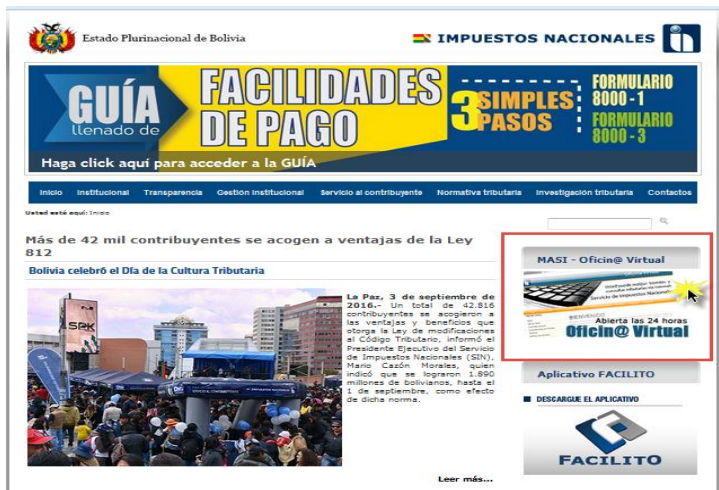 Estado Plurinacional de Bolivia
IMPUESTOS NACIONALES
GUÍA
llenado de
FACILIDADES
DE PAGO
3 SIMPLES
PASOS
FORMULARIO
8000 - 1
FORMULARIO
8000 - 3
Haga click aquí para acceder a la GUÍA
Inicio Institucional Transparencia Gestión Institucional Servicio al contribuyente Normativa tributaria Investigación tributaria Contactos
Usted está aquí: Inicio
Más de 42 mil contribuyentes se acogen a ventajas de la Ley
812
Bolivia celebró el Día de la Cultura Tributaria
SPK
La Paz, 3 de septiembre de
2016.- Un total de 42.816
contribuyentes se acogieron a
las ventajas y beneficios que
otorga la Ley de modificaciones
al Código Tributario, informó el
Presidente Ejecutivo del Servicio
de Impuestos Nacionales (SIN),
Mario Cazón Morales, quien
indicó que se lograron 1.890
millones de bolivianos, hasta el
1 de septiembre, como efecto
de dicha norma.
Leer más...
MASI - Oficin@ Virtual
Servicio de Impuestos Nacionales
BIENVENIDO
Abierta las 24 horas
Oficin@ Virtual
Aplicativo FACILITO
DESCARGUE EL APLICATIVO
FACILITO